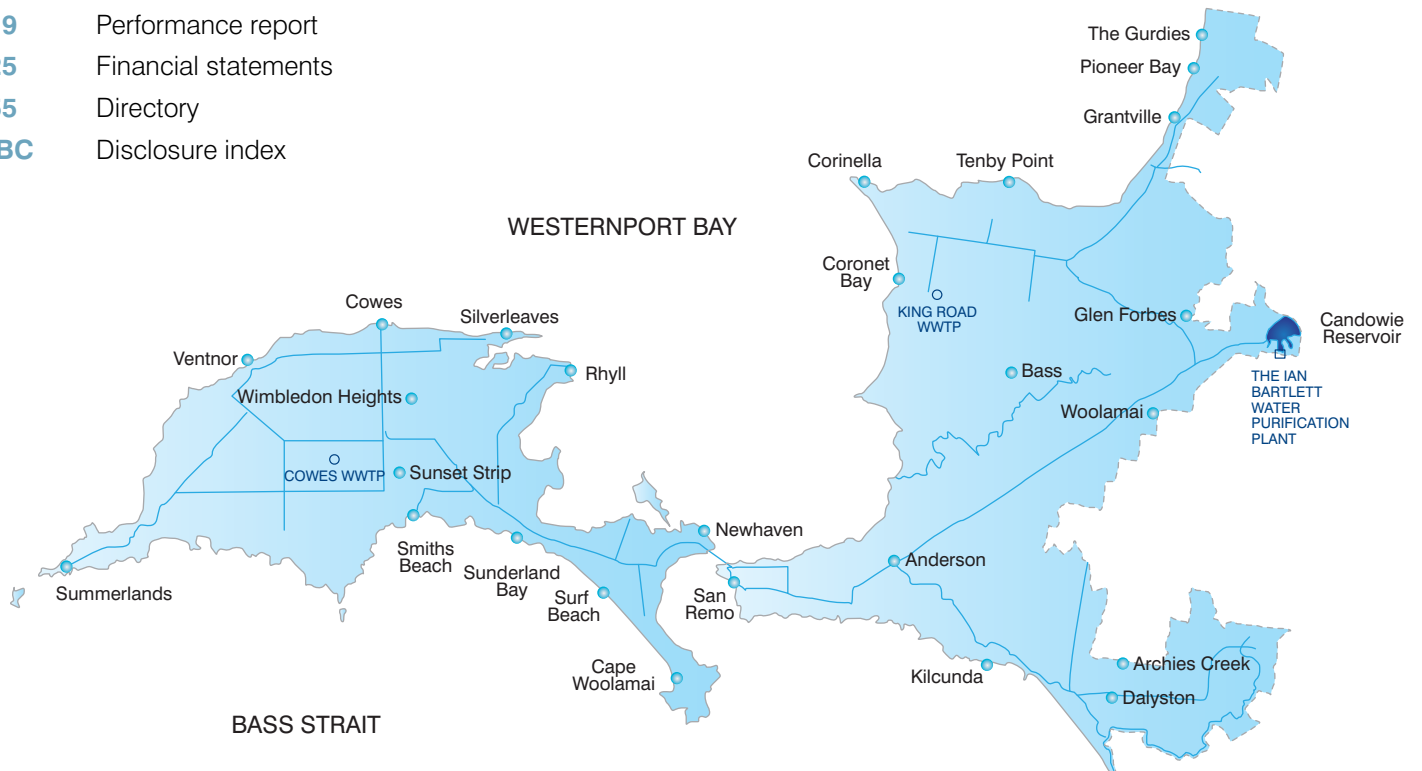 9 Performance report
25 Financial statements
55 Directory
BC Disclosure index
The Gurdies
Pioneer Bay
Grantville
Corinella
Tenby Point
WESTERNPORT BAY
Coronet
Bay
KING ROAD
WWTP
Glen Forbes
Candowie
Reservoir
Cowes
Silverleaves
Ventnor
Rhyll
Wimbledon Heights
Bass
THE IAN
BARTLETT
WATER
PURIFICATION
PLANT
Woolamai
COWES WWTP
Sunset Strip
Newhaven
Smiths
Beach
Sunderland
Bay
Anderson
Summerlands
Surf
Beach
San
Remo
Cape
Woolamai
Kilcunda
Archies Creek
Dalyston
BASS STRAIT